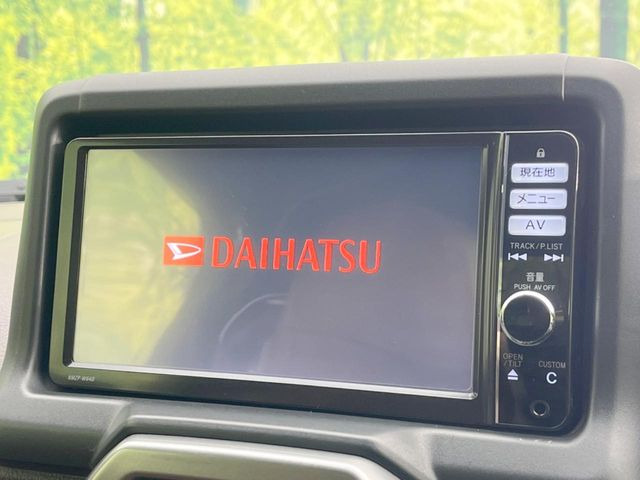 DAIHATSU
現在地
メニュー
AV
TRACK/P.LIST
音量
PUSH AV OFF
OPEN/TILT
CUSTOM
C